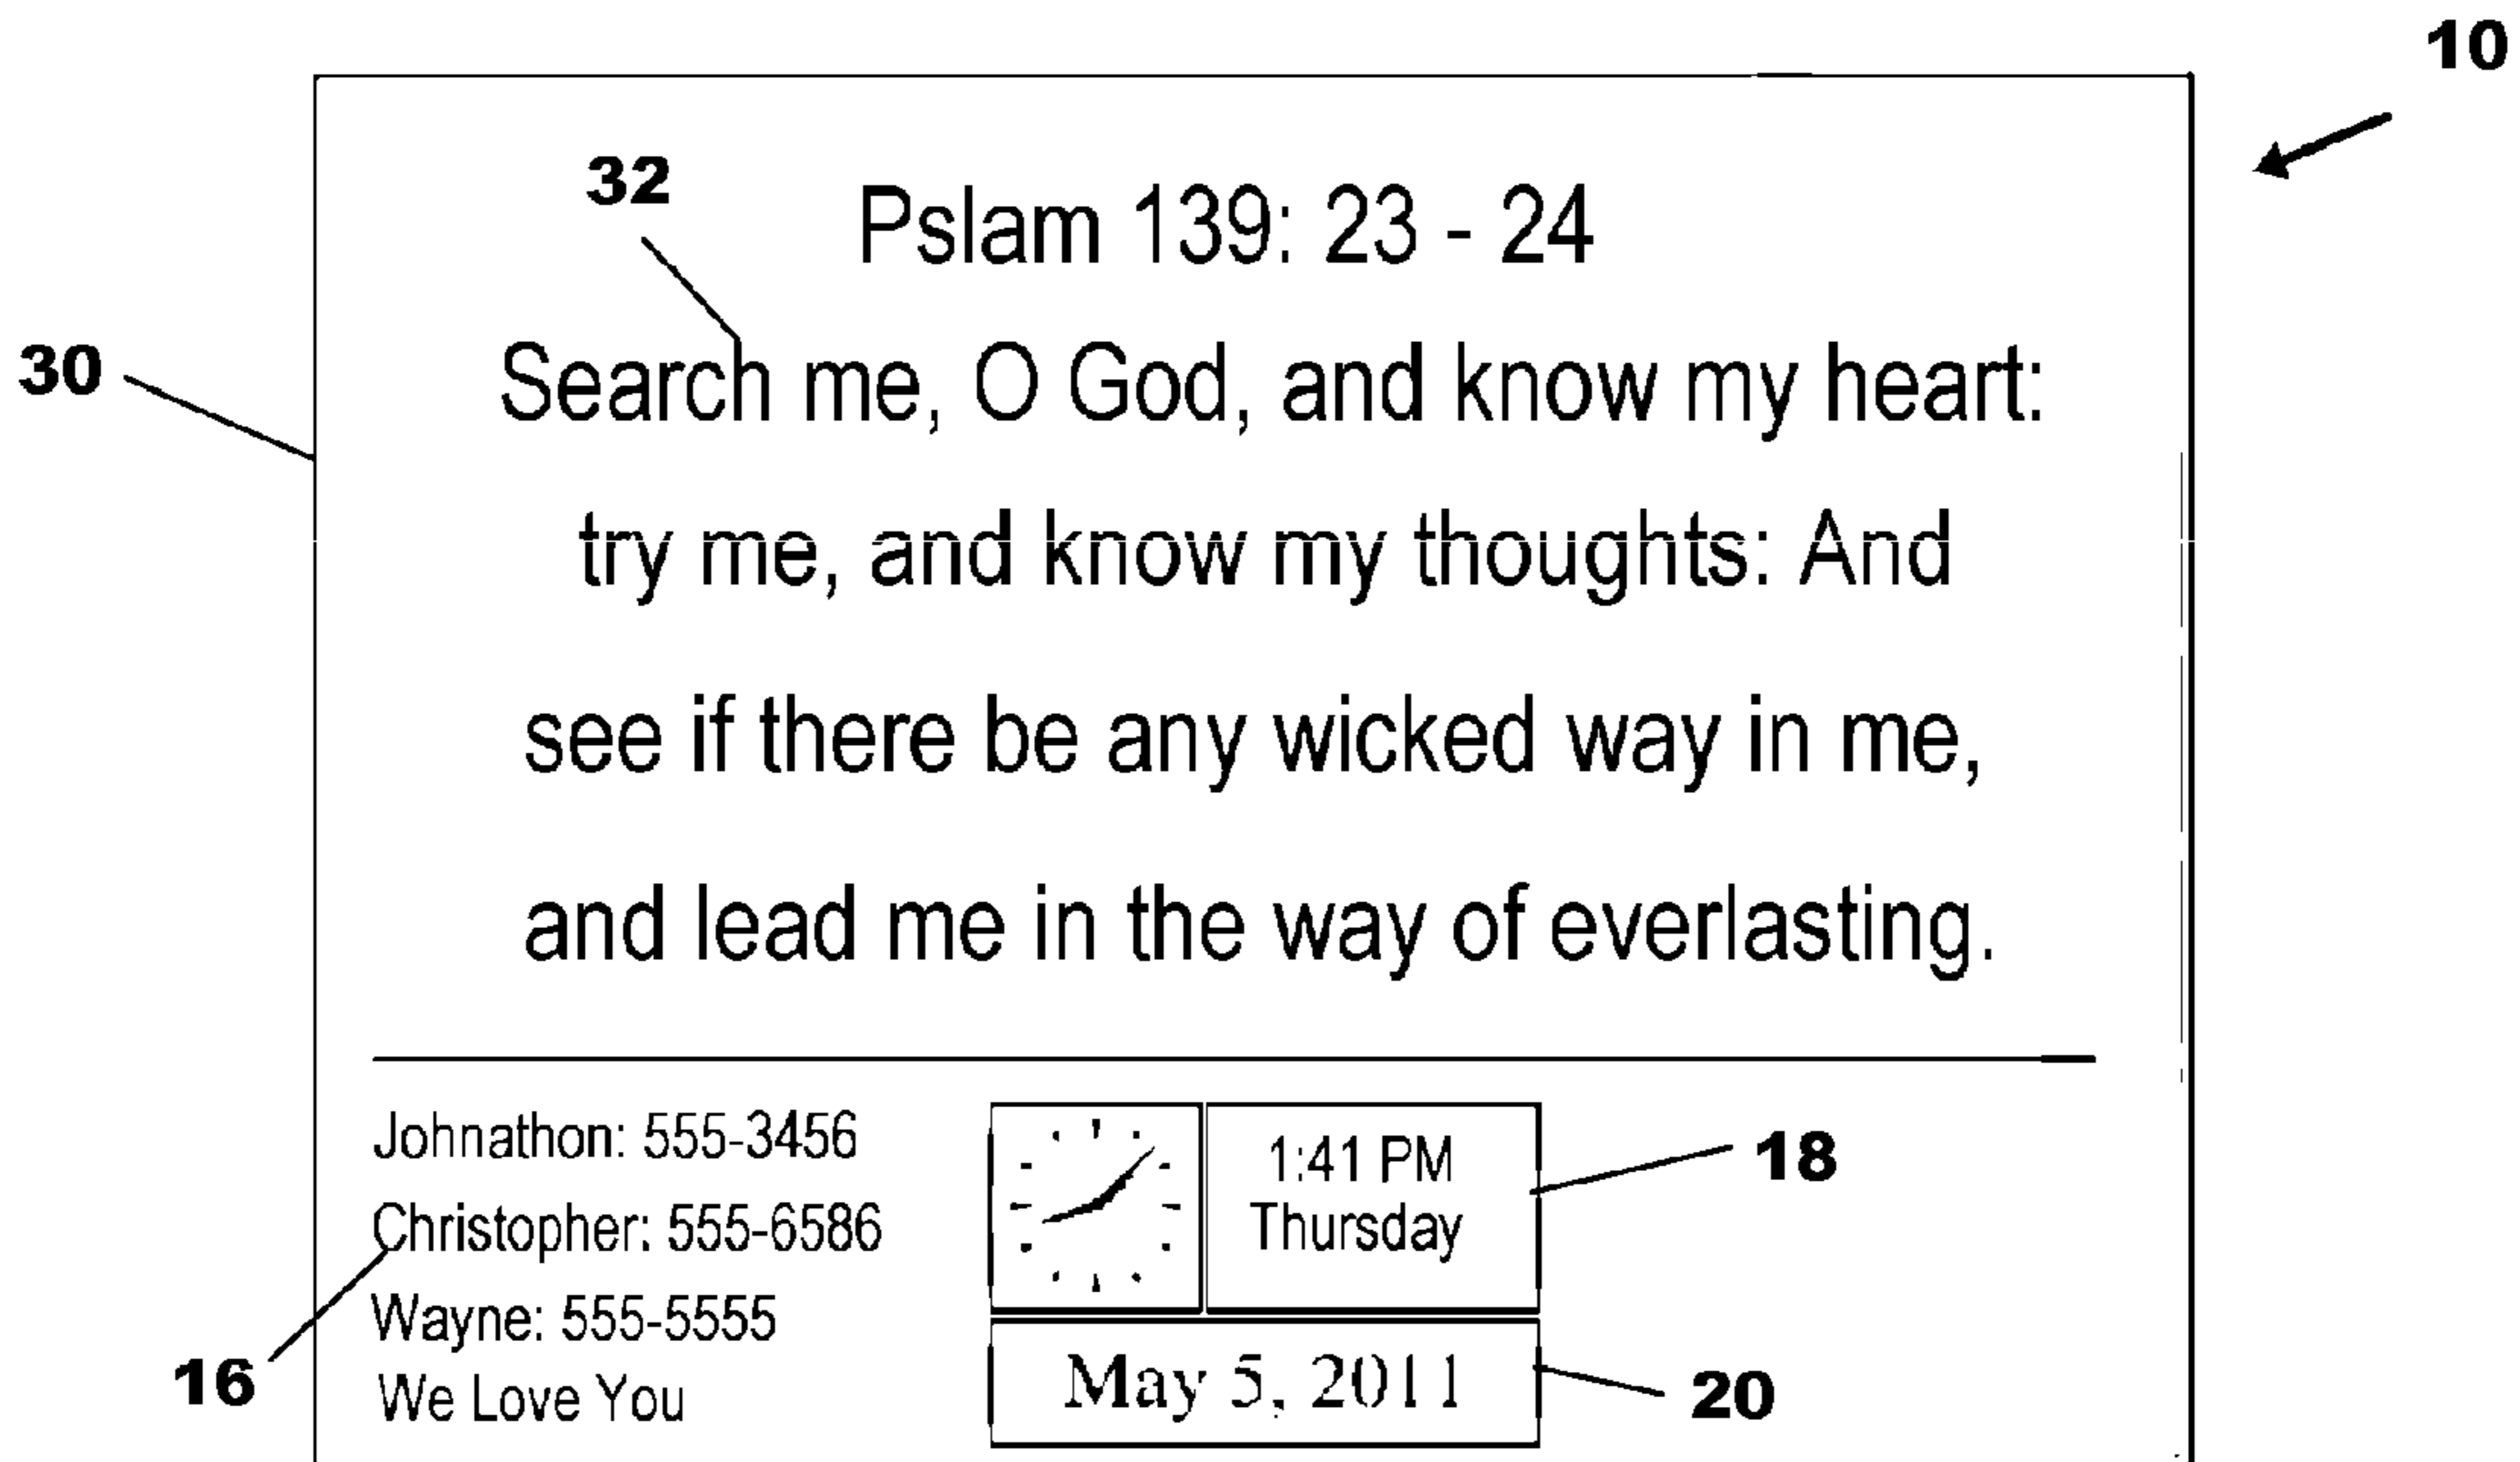 10
32
Pslam 139: 23 - 24
30
Search me, O God, and know my heart:
try me, and know my thoughts: And
see if there be any wicked way in me,
and lead me in the way of everlasting.
Johnathon: 555-3456
Christopher: 555-6586
Wayne: 555-5555
We Love You
16
1:41 PM
Thursday
18
May 5, 2011
20